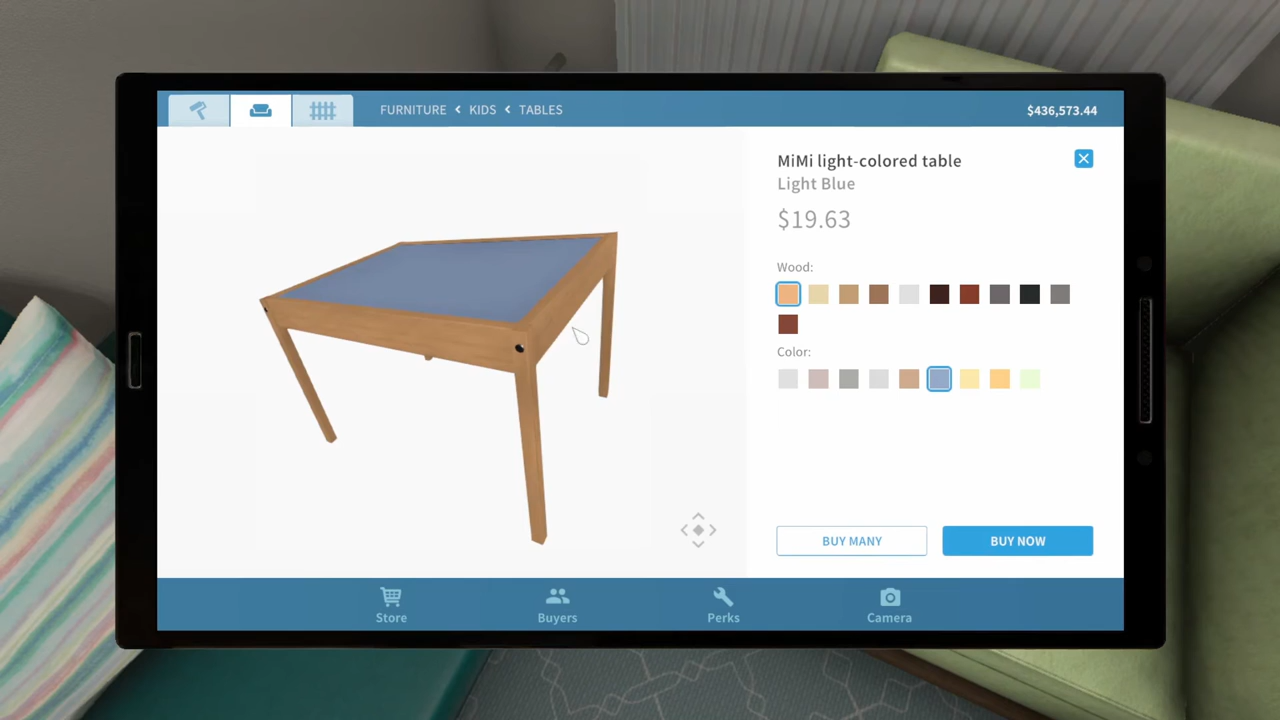 FURNITURE < KIDS < TABLES
$436,573.44
MiMi light-colored table
Light Blue
$19.63
Wood:
Color:
BUY MANY
BUY NOW
Store
Buyers
Perks
Camera